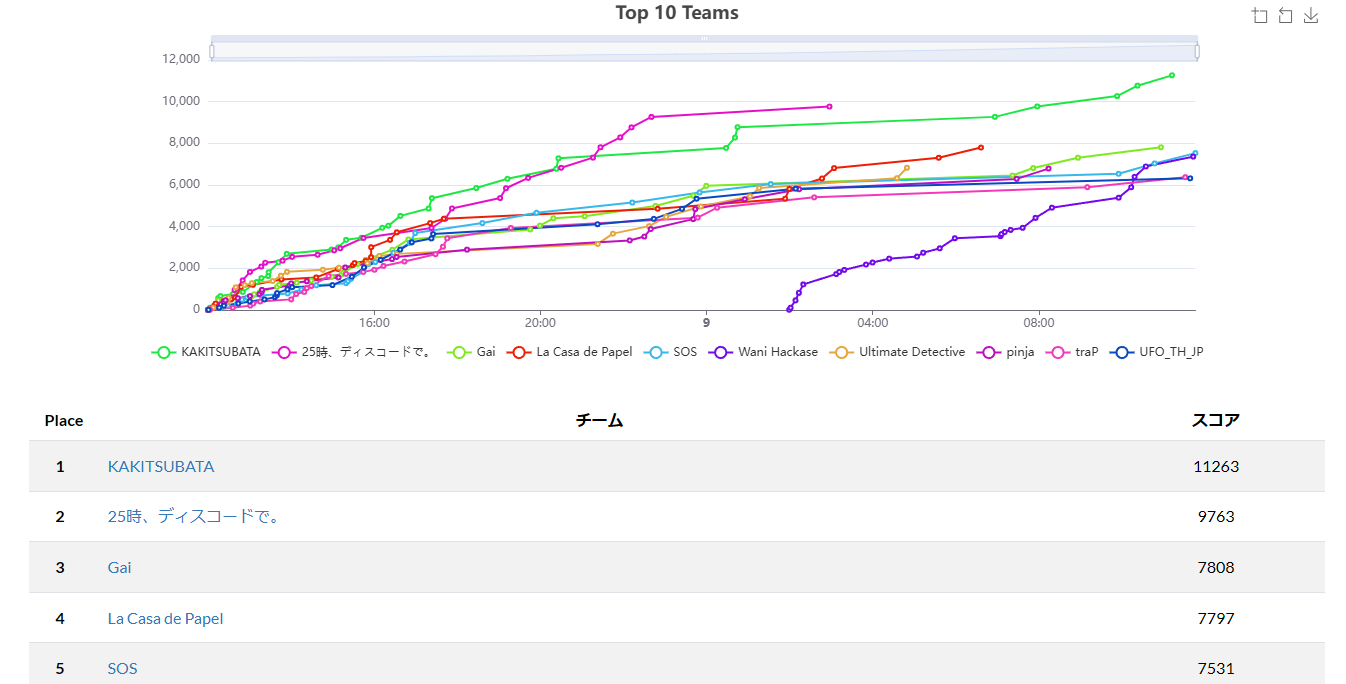 Top 10 Teams
12,000
10,000
8,000
6,000
4,000
2,000
0
16:00 20:00 9 04:00 08:00
KAKITSUBATA 25時、ディスコードで。 Gai La Casa de Papel SOS Wani Hackase Ultimate Detective pinja traP UFO_TH_JP
Place チーム スコア
1 KAKITSUBATA 11263
2 25時、ディスコードで。 9763
3 Gai 7808
4 La Casa de Papel 7797
5 SOS 7531